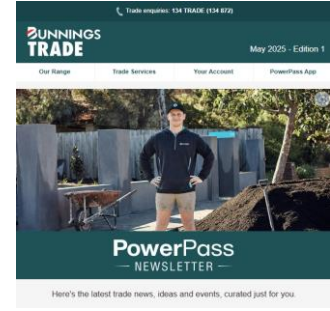 Trade enquiries: 134 TRADE (134 872)
BUNNINGS
TRADE
May 2025 - Edition 1
Our Range
Trade Services
Your Account
PowerPass App
PowerPass
NEWSLETTER
Here's the latest trade news, ideas and events, curated just for you.